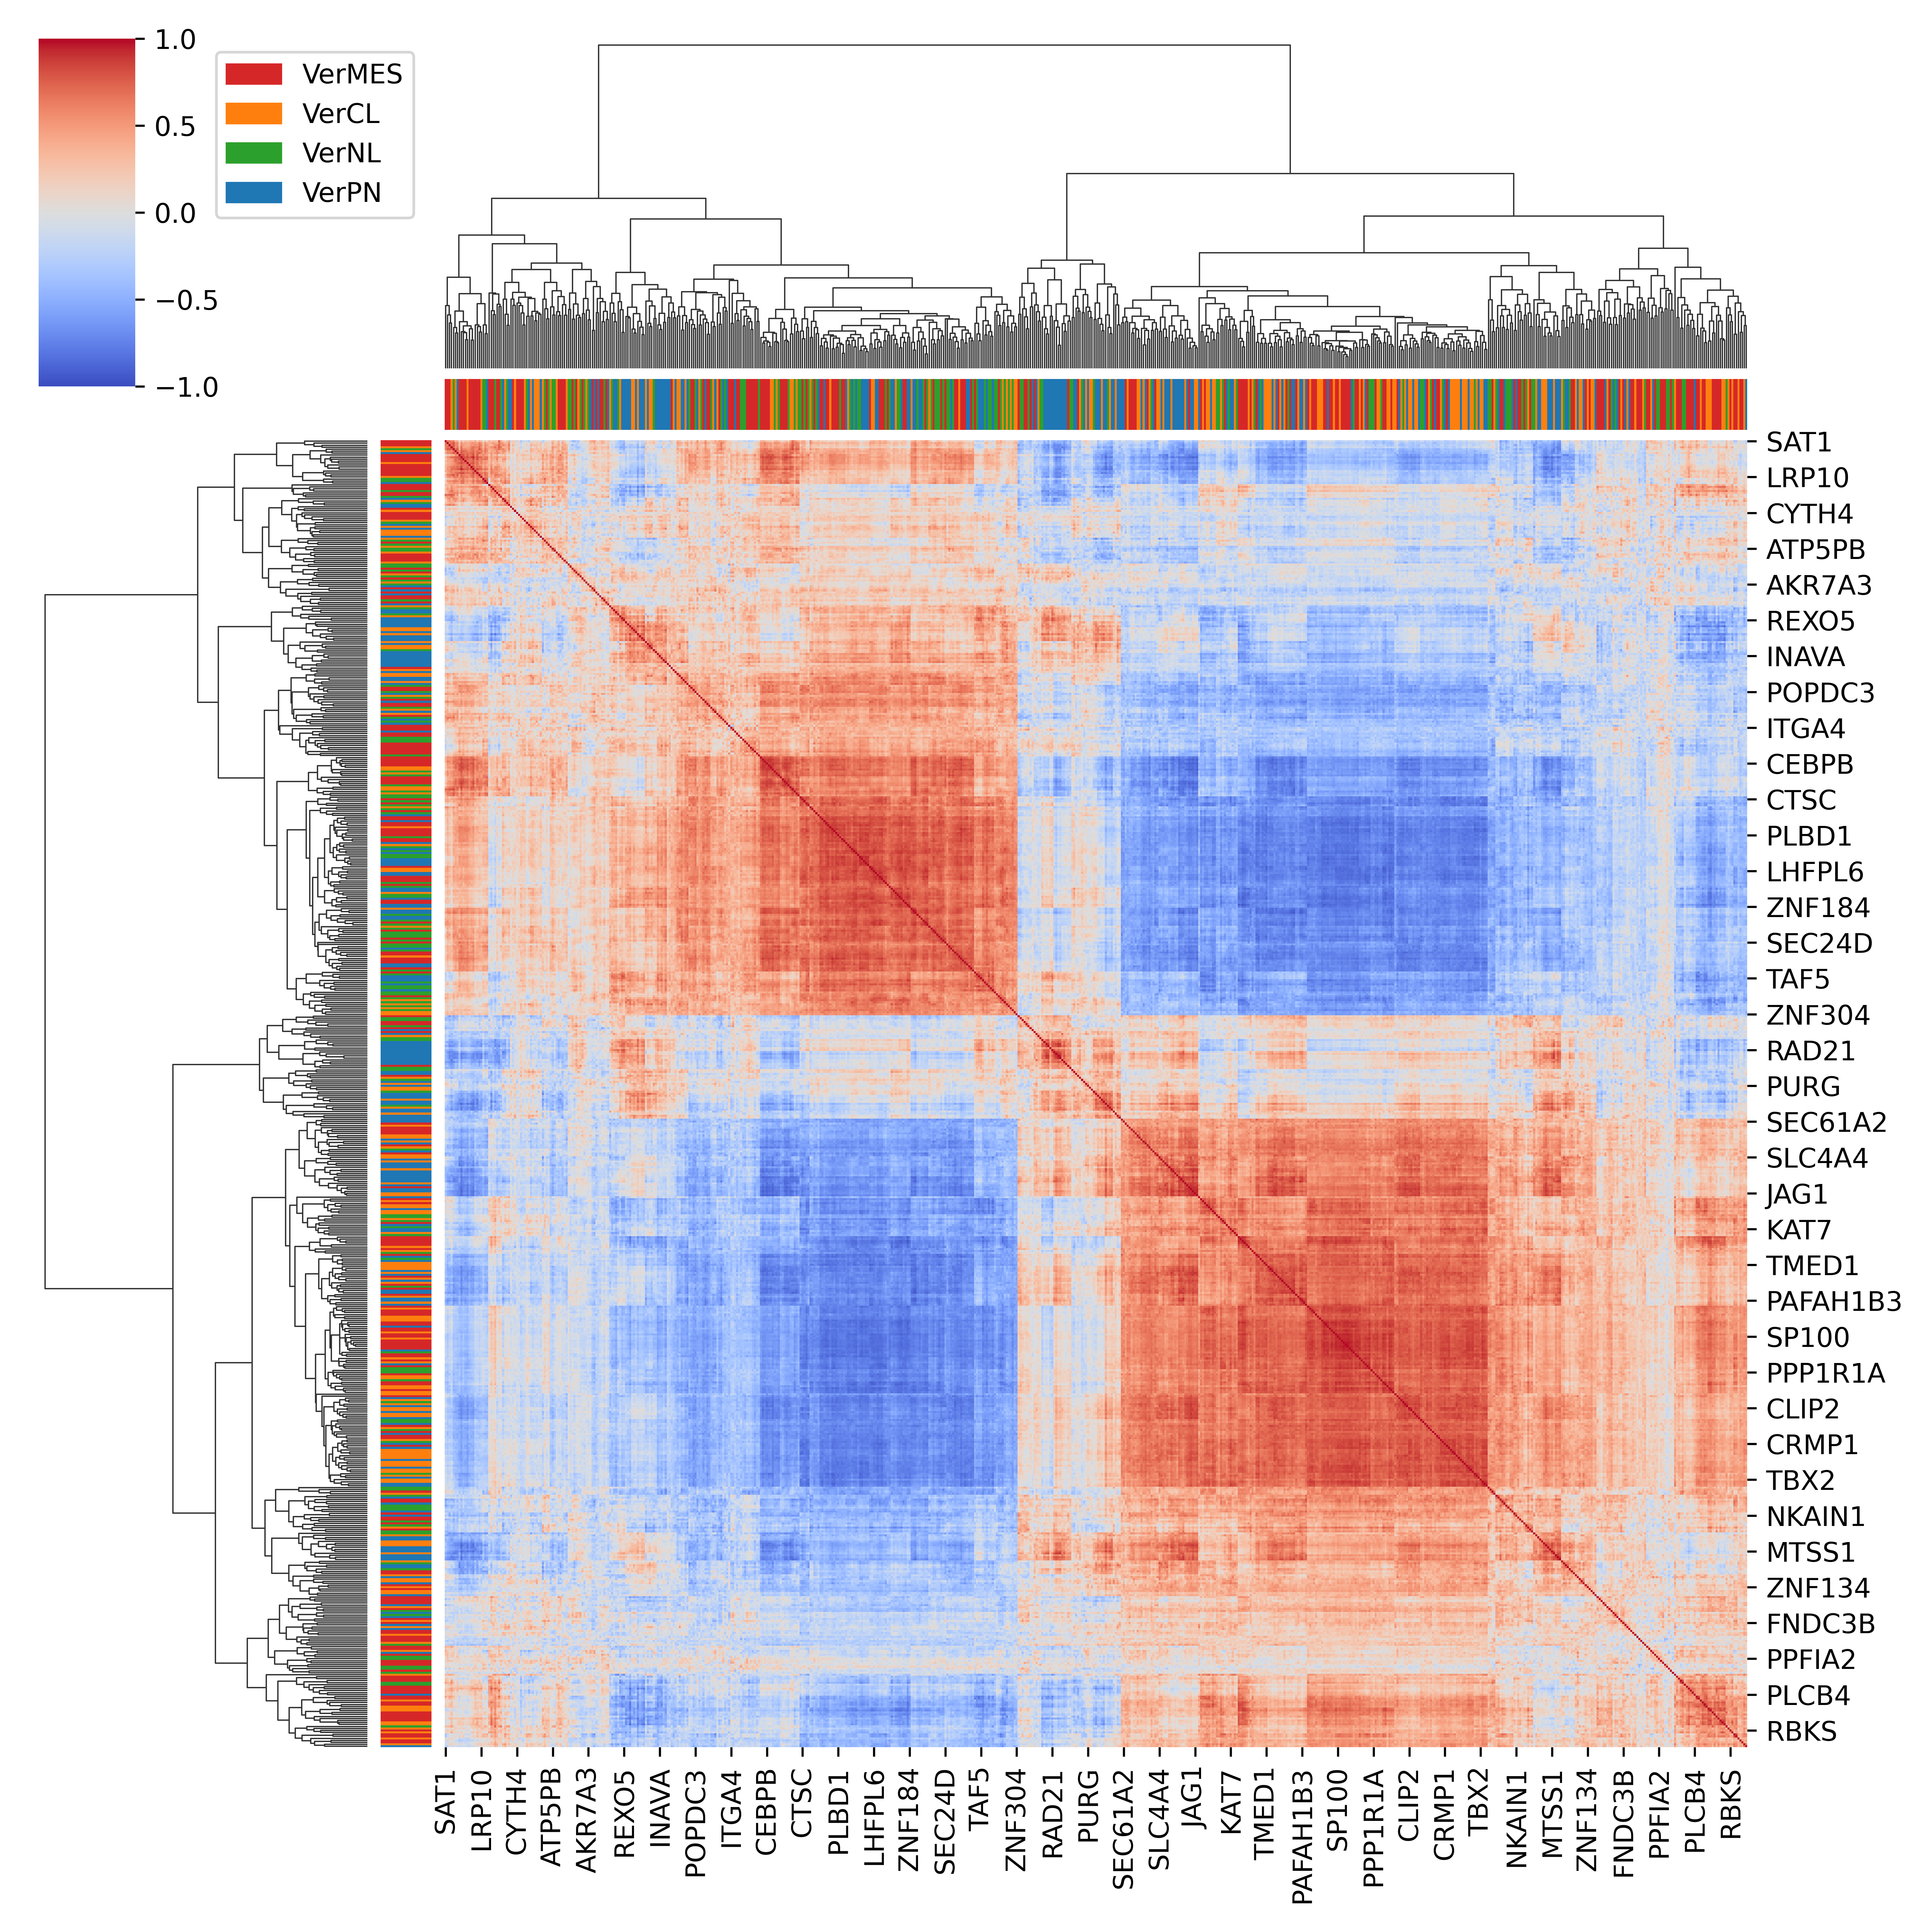 1.0
0.5
0.0
−0.5
−1.0
VerMES
VerCL
VerNL
VerPN
SAT1
LRP10
CYTH4
ATP5PB
AKR7A3
REXO5
INAVA
POPDC3
ITGA4
CEBPB
CTSC
PLBD1
LHFPL6
ZNF184
SEC24D
TAF5
ZNF304
RAD21
PURG
SEC61A2
SLC4A4
JAG1
KAT7
TMED1
PAFAH1B3
SP100
PPP1R1A
CLIP2
CRMP1
TBX2
NKAIN1
MTSS1
ZNF134
FNDC3B
PPFIA2
PLCB4
RBKS
SAT1
LRP10
CYTH4
ATP5PB
AKR7A3
REXO5
INAVA
POPDC3
ITGA4
CEBPB
CTSC
PLBD1
LHFPL6
ZNF184
SEC24D
TAF5
ZNF304
RAD21
PURG
SEC61A2
SLC4A4
JAG1
KAT7
TMED1
PAFAH1B3
SP100
PPP1R1A
CLIP2
CRMP1
TBX2
NKAIN1
MTSS1
ZNF134
FNDC3B
PPFIA2
PLCB4
RBKS